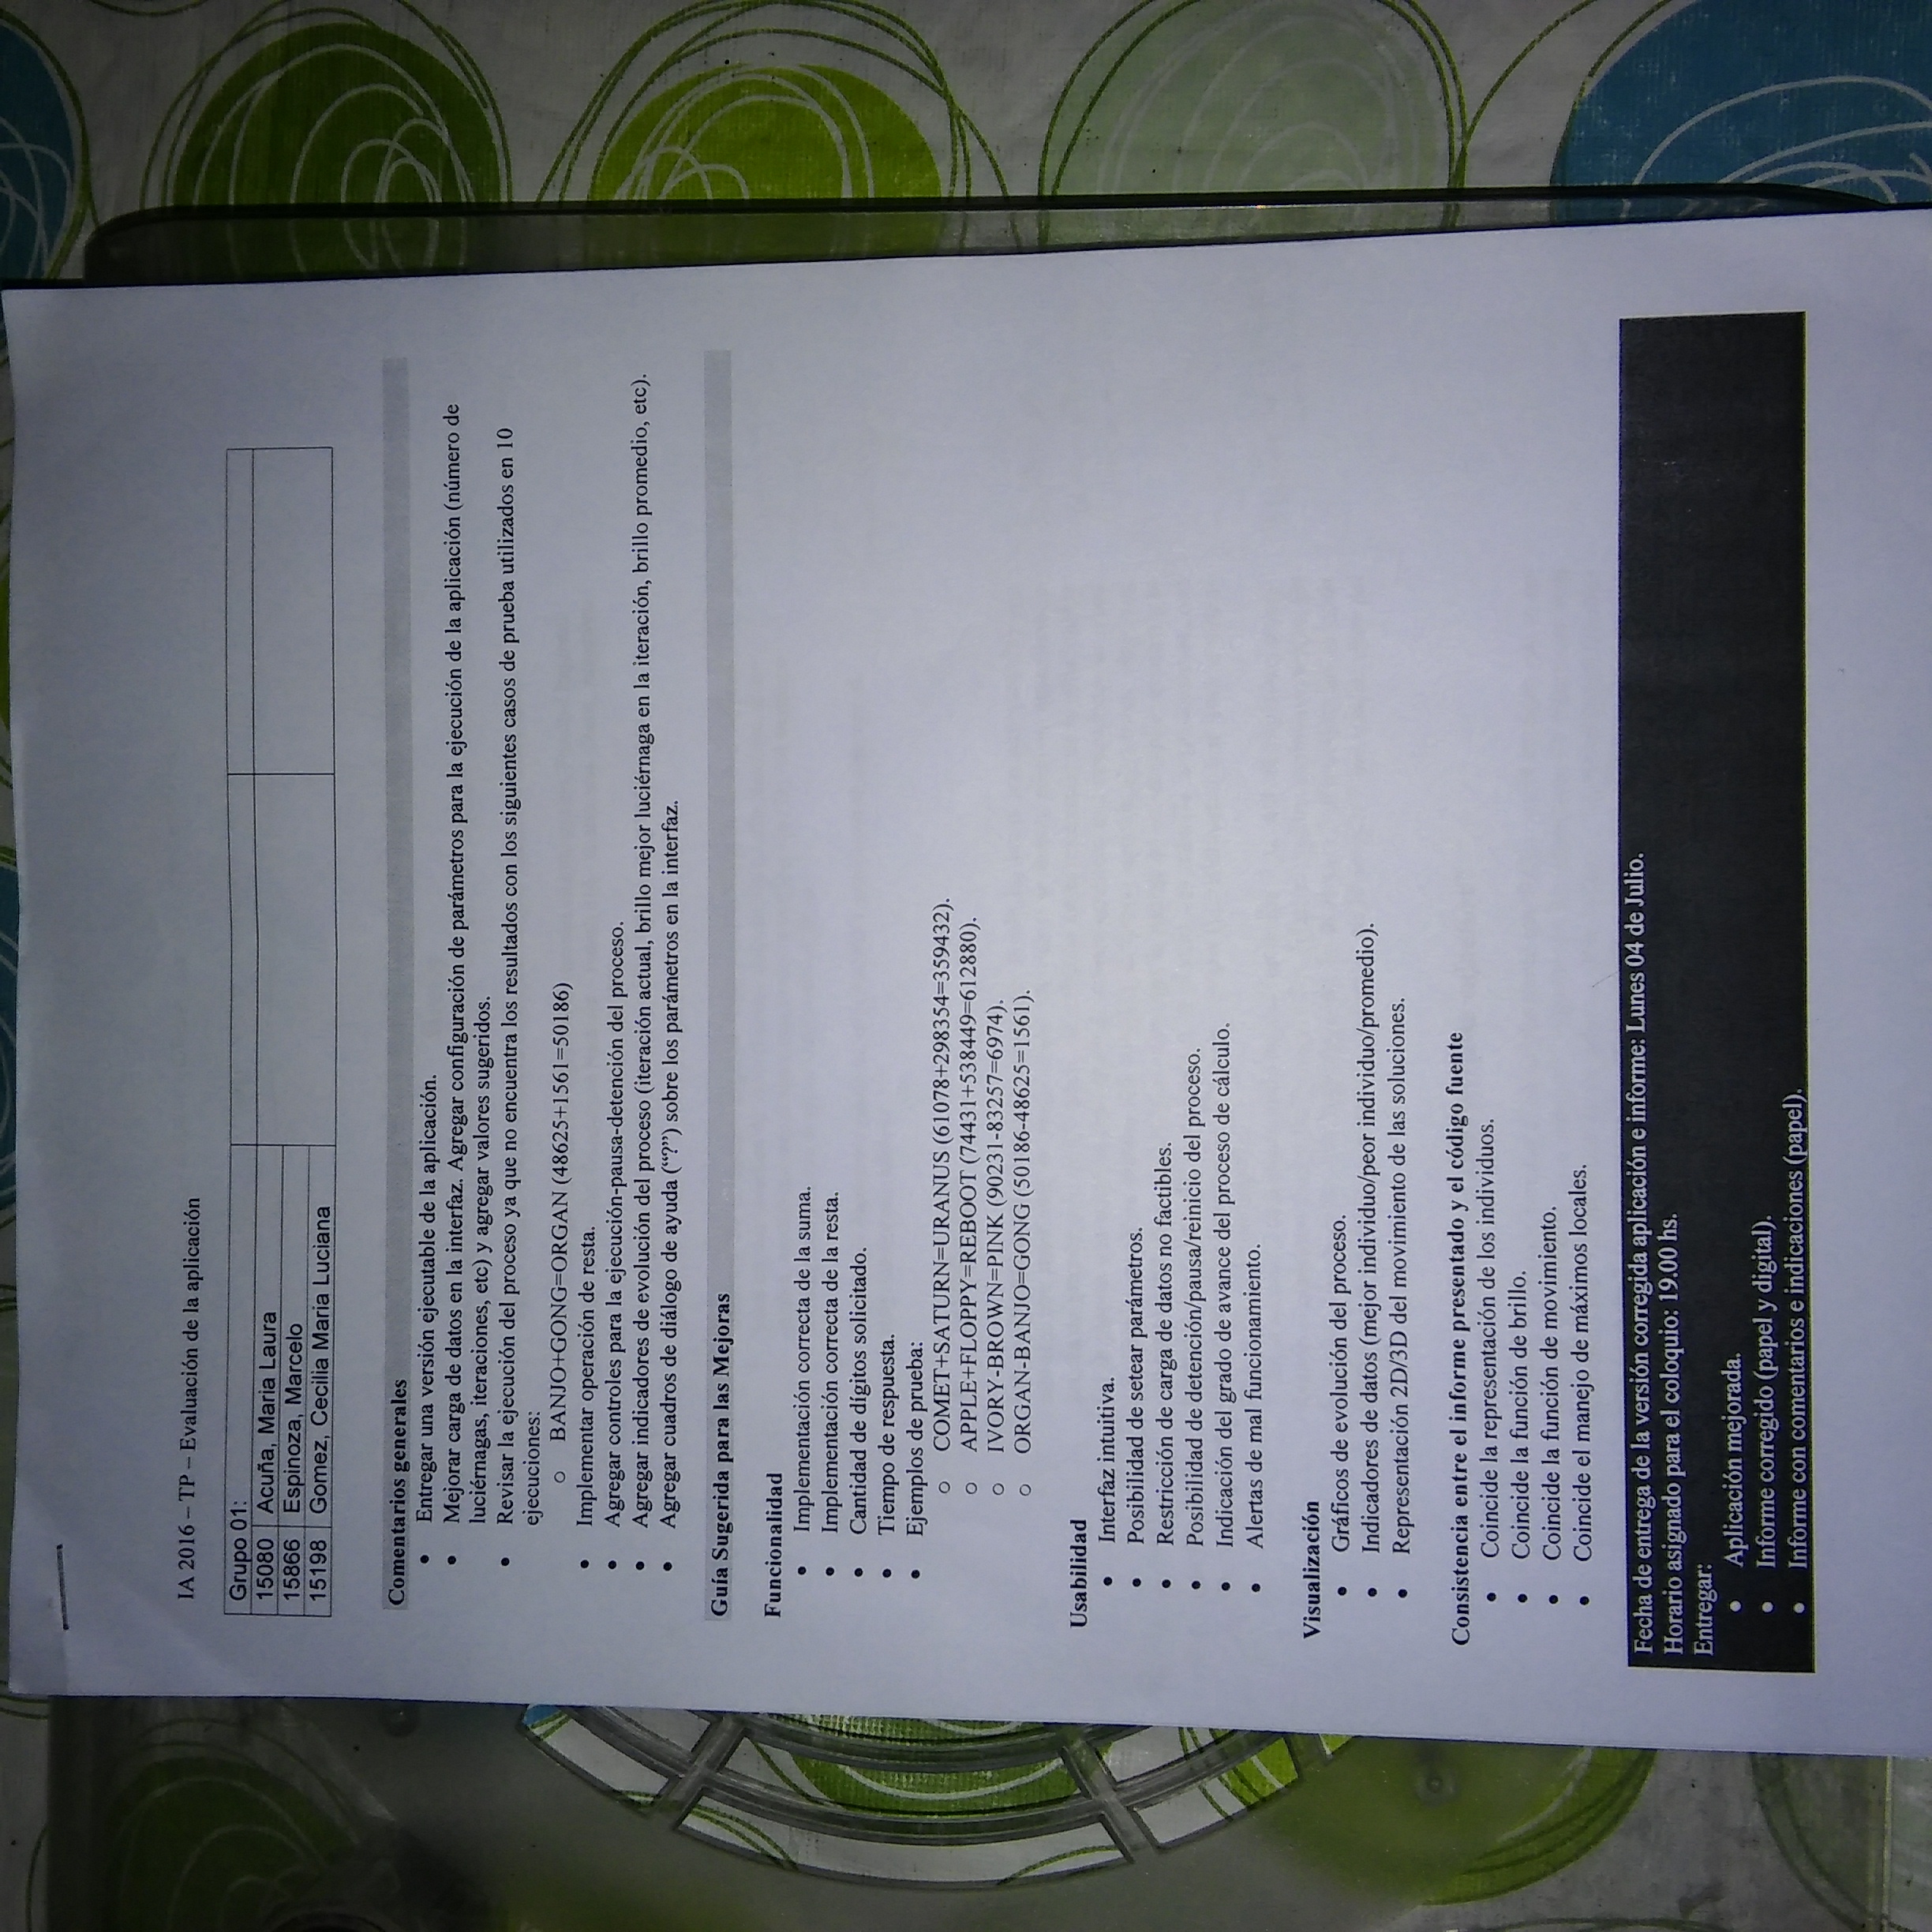 IA 2016 – TP – Evaluación de la aplicación
Grupo 01:
15080 Acuña, Maria Laura
15866 Espinoza, Marcelo
15198 Gomez, Cecilia Maria Luciana
Comentarios generales
• Entregar una versión ejecutable de la aplicación.
• Mejorar carga de datos en la interfaz. Agregar configuración de parámetros para la ejecución de la aplicación (número de
luciérnagas, iteraciones, etc) y agregar valores sugeridos.
• Revisar la ejecución del proceso ya que no encuentra los resultados con los siguientes casos de prueba utilizados en 10
ejecuciones:
o BANJO+GONG=ORGAN (48625+1561=50186)
• Implementar operación de resta.
• Agregar controles para la ejecución-pausa-detención del proceso.
• Agregar indicadores de evolución del proceso (iteración actual, brillo mejor luciérnaga en la iteración, brillo promedio, etc).
• Agregar cuadros de diálogo de ayuda (“?”) sobre los parámetros en la interfaz.
Guía Sugerida para las Mejoras
Funcionalidad
• Implementación correcta de la suma.
• Implementación correcta de la resta.
• Cantidad de dígitos solicitado.
• Tiempo de respuesta.
• Ejemplos de prueba:
o COMET+SATURN=URANUS (61078+298354=359432).
o APPLE+FLOPPY=REBOOT (74431+538449=612880).
o IVORY-BROWN=PINK (90231-83257=6974).
o ORGAN-BANJO=GONG (50186-48625=1561).
Usabilidad
• Interfaz intuitiva.
• Posibilidad de setear parámetros.
• Restricción de carga de datos no factibles.
• Posibilidad de detención/pausa/reinicio del proceso.
• Indicación del grado de avance del proceso de cálculo.
• Alertas de mal funcionamiento.
Visualización
• Gráficos de evolución del proceso.
• Indicadores de datos (mejor individuo/peor individuo/promedio).
• Representación 2D/3D del movimiento de las soluciones.
Consistencia entre el informe presentado y el código fuente
• Coincide la representación de los individuos.
• Coincide la función de brillo.
• Coincide la función de movimiento.
• Coincide el manejo de máximos locales.
Fecha de entrega de la versión corregida aplicación e informe: Lunes 04 de Julio.
Horario asignado para el coloquio: 19.00 hs.
Entregar:
• Aplicación mejorada.
• Informe corregido (papel y digital).
• Informe con comentarios e indicaciones (papel).